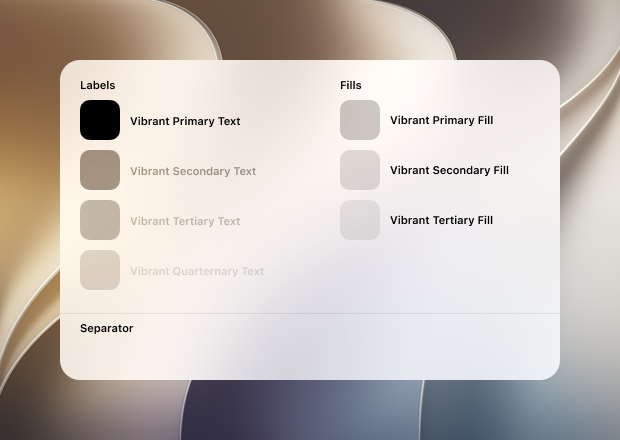 Labels
Vibrant Primary Text
Vibrant Secondary Text
Vibrant Tertiary Text
Vibrant Quarternary Text
Fills
Vibrant Primary Fill
Vibrant Secondary Fill
Vibrant Tertiary Fill
Separator